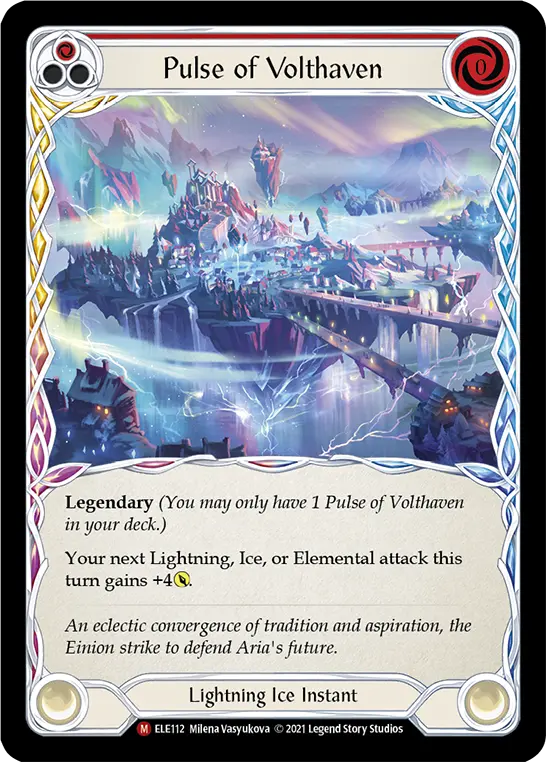 Pulse of Volthaven
0
Legendary (You may only have 1 Pulse of Volthaven
in your deck.)
Your next Lightning, Ice, or Elemental attack this
turn gains +4.
An eclectic convergence of tradition and aspiration, the
Einion strike to defend Aria's future.
Lightning Ice Instant
M ELE112 Milena Vasyukova © 2021 Legend Story Studios